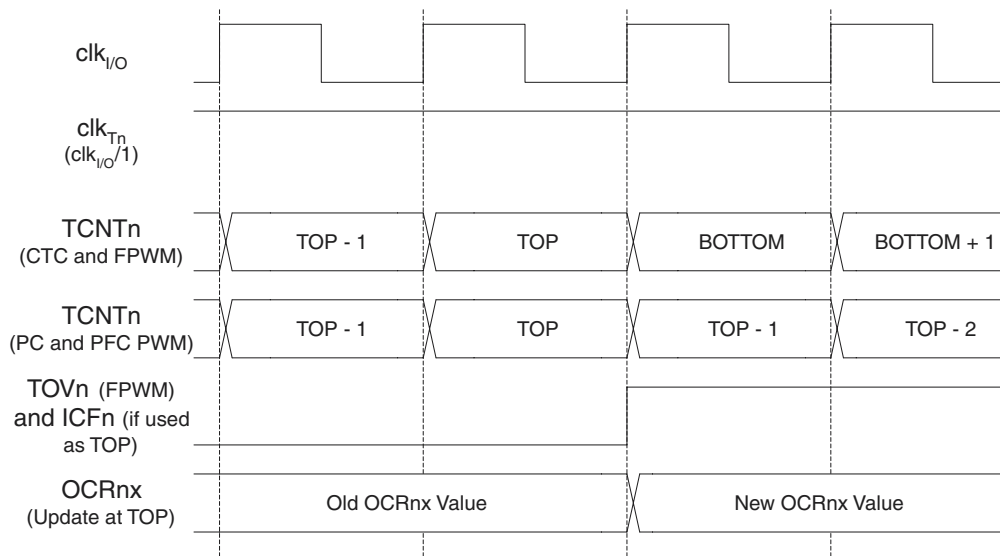 clkI/O
clkTn
(clkI/O/1)
TCNTn
(CTC and FPWM)
TOP - 1
TOP
BOTTOM
BOTTOM + 1
TCNTn
(PC and PFC PWM)
TOP - 1
TOP
TOP - 1
TOP - 2
TOVn (FPWM)
and ICFn (if used
as TOP)
OCRnx
(Update at TOP)
Old OCRnx Value
New OCRnx Value